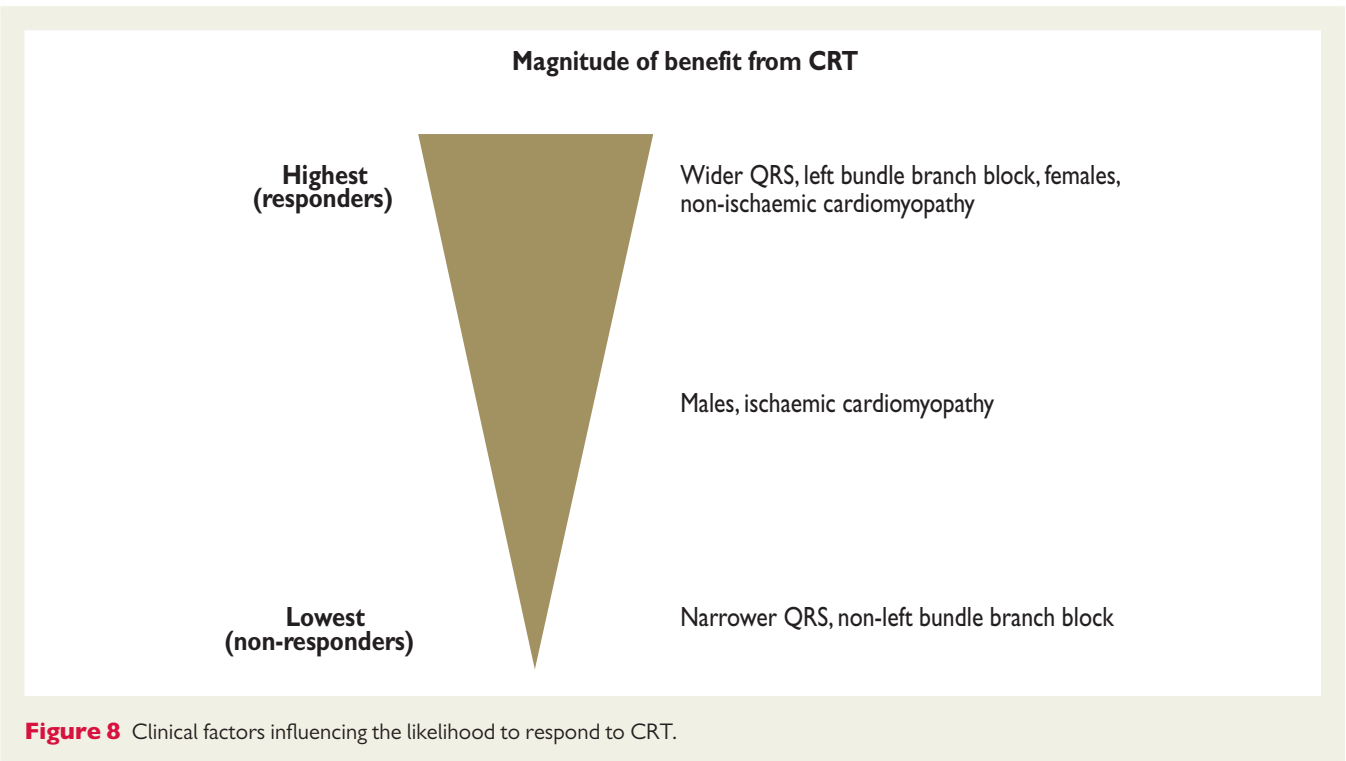 Magnitude of benefit from CRT
Highest
(responders)
Wider QRS, left bundle branch block, females,
non-ischaemic cardiomyopathy
Males, ischaemic cardiomyopathy
Lowest
(non-responders)
Narrower QRS, non-left bundle branch block
Figure 8 Clinical factors influencing the likelihood to respond to CRT.